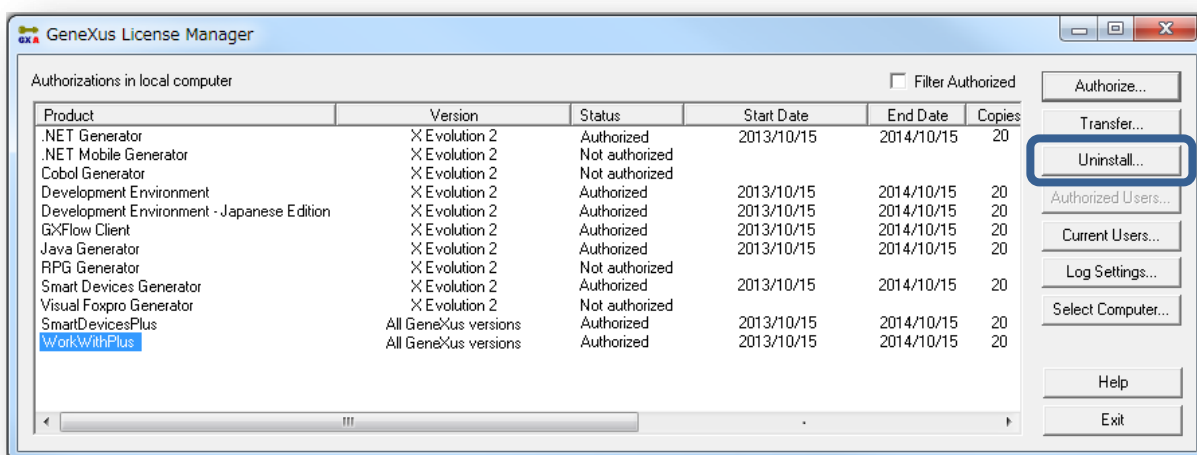 GeneXus License Manager
Authorizations in local computer
Filter Authorized
Product Version Status Start Date End Date Copies
.NET Generator X Evolution 2 Authorized 2013/10/15 2014/10/15 20
.NET Mobile Generator X Evolution 2 Not authorized
Cobol Generator X Evolution 2 Not authorized
Development Environment X Evolution 2 Authorized 2013/10/15 2014/10/15 20
Development Environment - Japanese Edition X Evolution 2 Authorized 2013/10/15 2014/10/15 20
GXFlow Client X Evolution 2 Authorized 2013/10/15 2014/10/15 20
Java Generator X Evolution 2 Authorized 2013/10/15 2014/10/15 20
RPG Generator X Evolution 2 Not authorized
Smart Devices Generator X Evolution 2 Authorized 2013/10/15 2014/10/15 20
Visual Foxpro Generator X Evolution 2 Not authorized
SmartDevicesPlus All GeneXus versions Authorized 2013/10/15 2014/10/15 20
WorkWithPlus All GeneXus versions Authorized 2013/10/15 2014/10/15 20
Authorize...
Transfer...
Uninstall...
Authorized Users...
Current Users...
Log Settings...
Select Computer...
Help
Exit